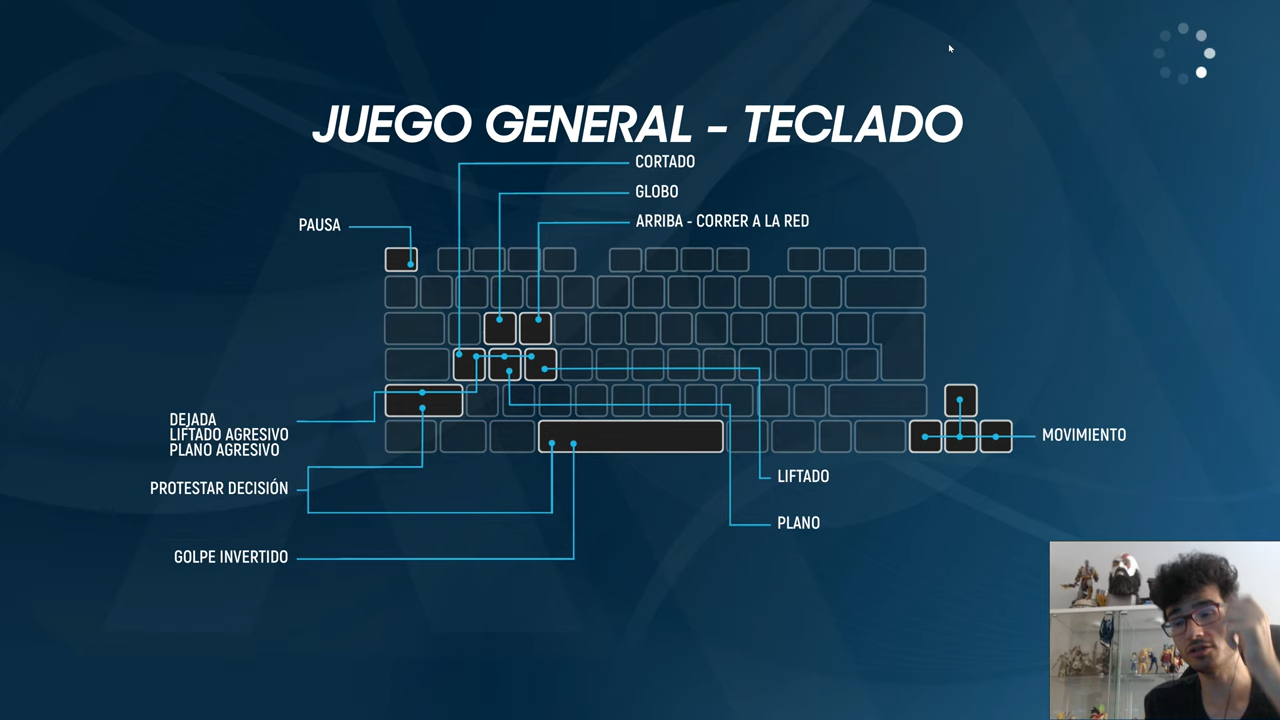 JUEGO GENERAL - TECLADO
CORTADO
GLOBO
ARRIBA - CORRER A LA RED
PAUSA
DEJADA
LIFTADO AGRESIVO
PLANO AGRESIVO
MOVIMIENTO
PROTESTAR DECISIÓN
LIFTADO
PLANO
GOLPE INVERTIDO